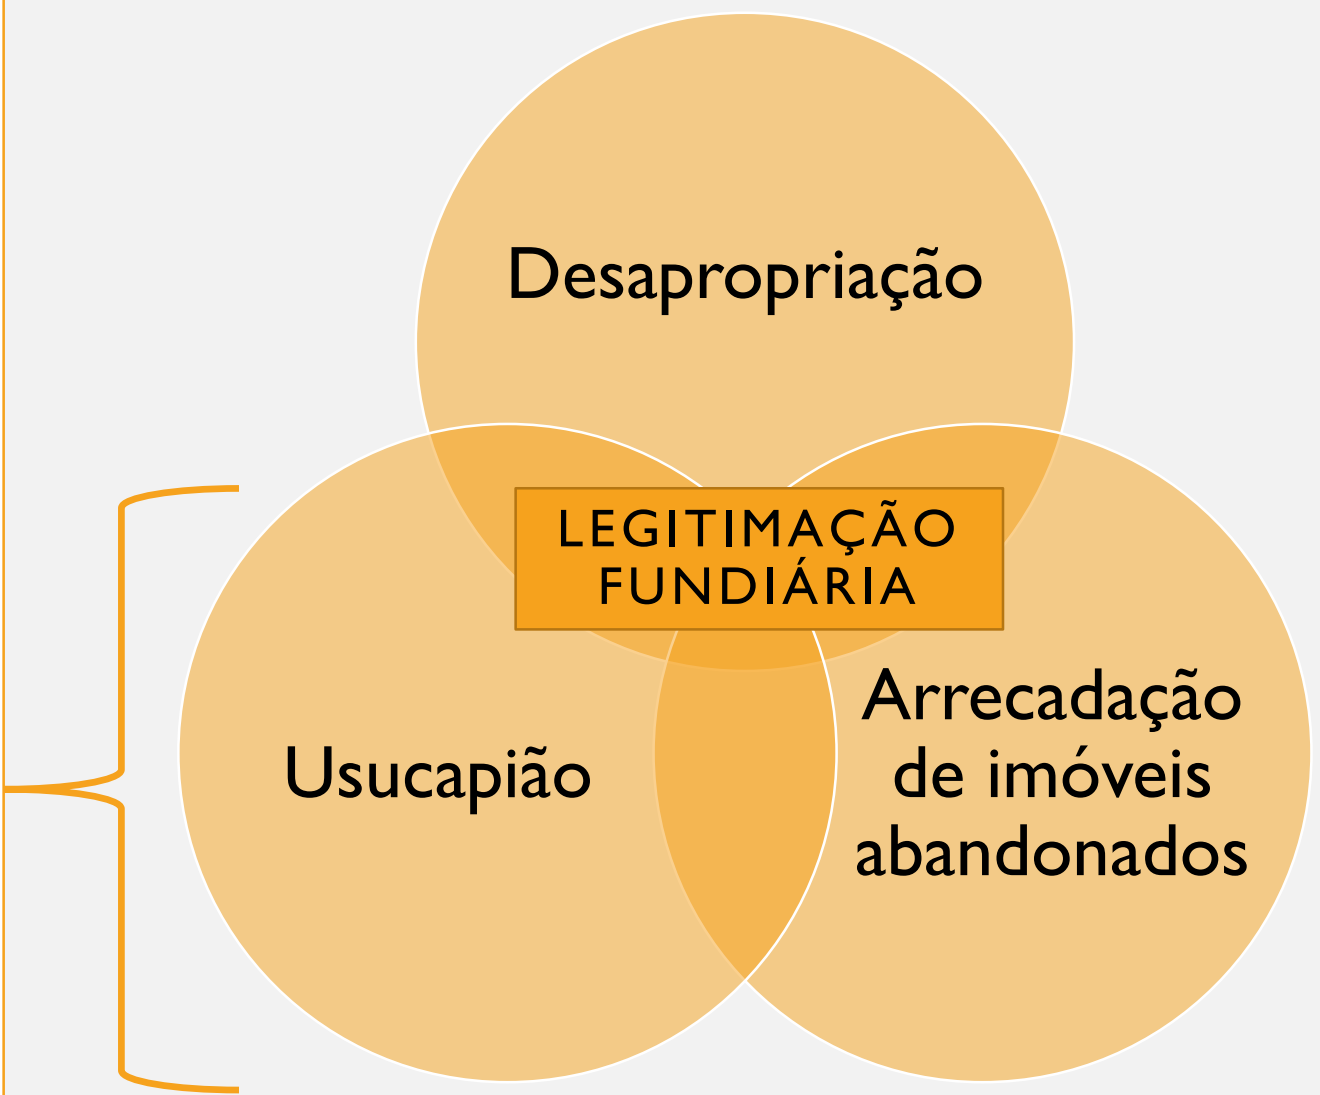 Desapropriação
LEGITIMAÇÃO
FUNDIÁRIA
Usucapião
Arrecadação
de imóveis
abandonados